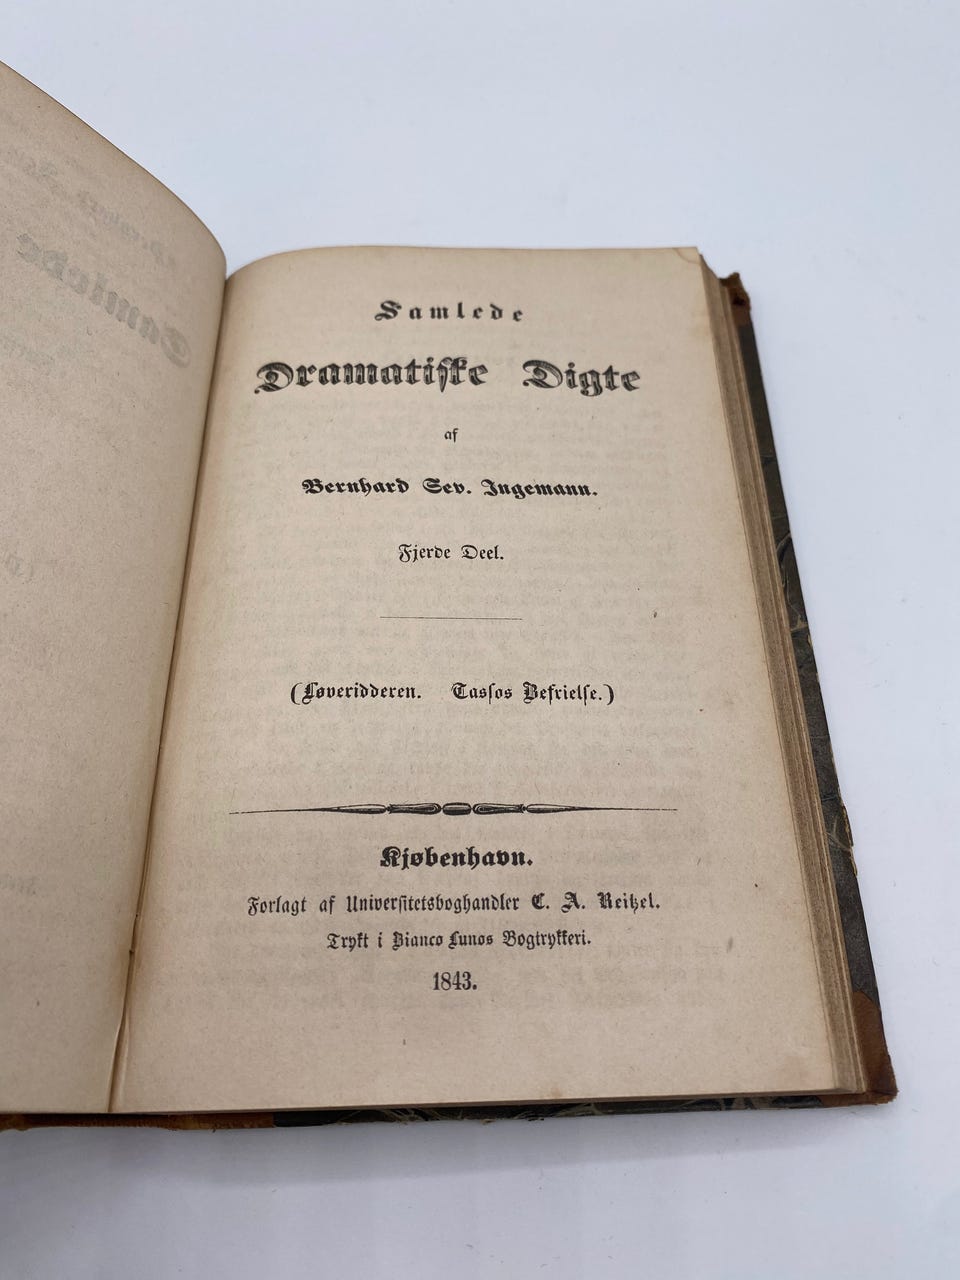 Samlede
Dramatiske Digte
af
Bernhard Sev. Ingemann.
Fjerde Deel.
(Løveridderen. Tassos Befrielse.)
Kjøbenhavn.
Forlagt af Universitetsboghandler C. A. Reitzel.
Trykt i Bianco Lunos Bogtrykkeri.
1843.